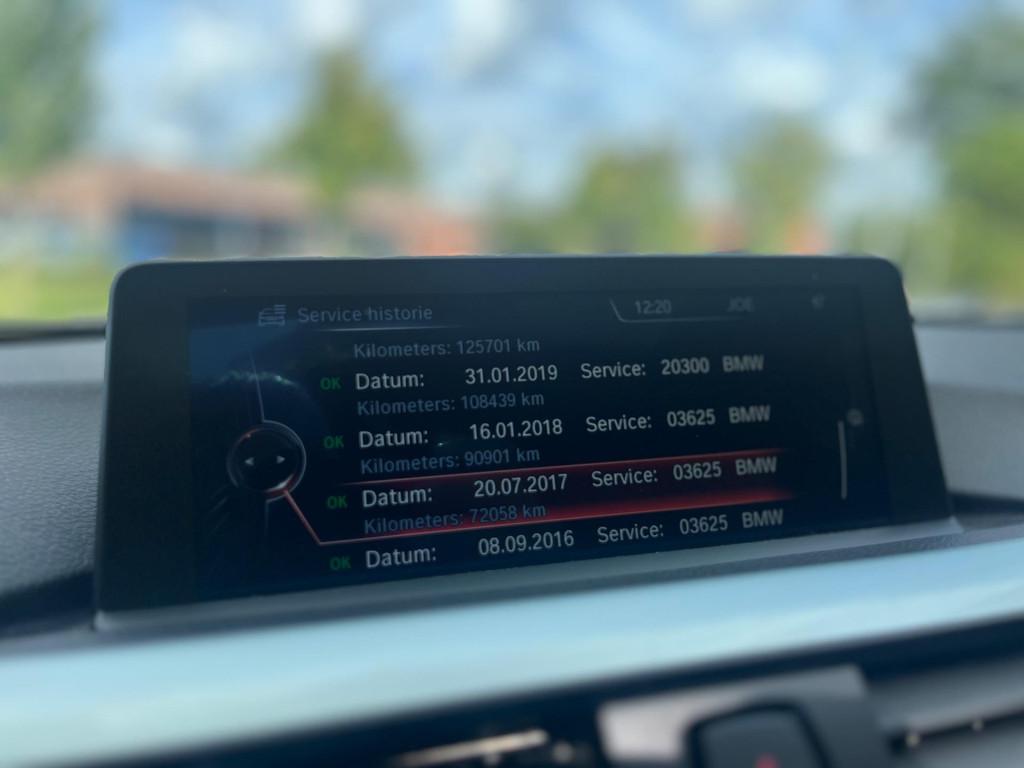 Service historie 12:20 JOE
Kilometers: 125701 km
OK Datum: 31.01.2019 Service: 20300 BMW
Kilometers: 108439 km
OK Datum: 16.01.2018 Service: 03625 BMW
Kilometers: 90901 km
OK Datum: 20.07.2017 Service: 03625 BMW
Kilometers: 72058 km
OK Datum: 08.09.2016 Service: 03625 BMW